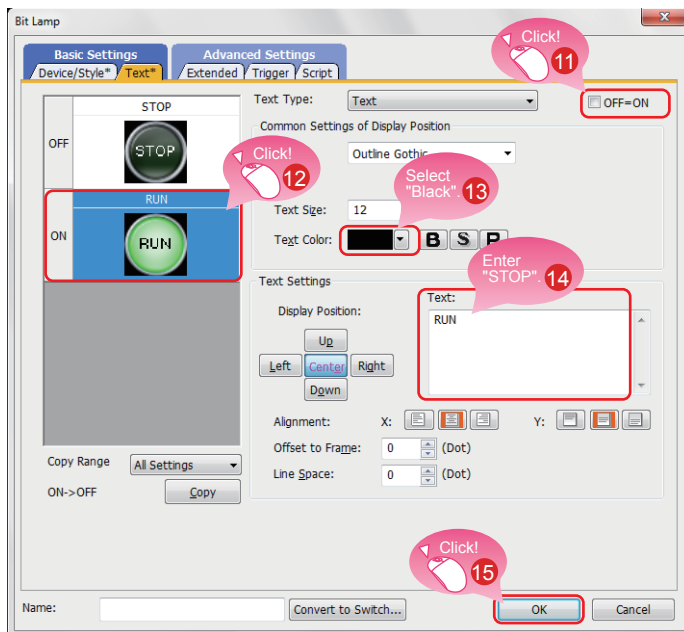 Bit Lamp
x
Click!
11
Basic Settings
Advanced Settings
Device/Style*
Text*
Extended
Trigger
Script
STOP
OFF
STOP
RUN
ON
RUN
Click!
12
Text Type:
Text
OFF=ON
Common Settings of Display Position
Outline Gothic
Select
"Black".
13
Text Size:
12
Text Color:
B
S
R
Enter
"STOP".
14
Text Settings
Display Position:
Up
Left
Center
Right
Down
Text:
RUN
Alignment:
X:
Y:
Offset to Frame:
0
(Dot)
Line Space:
0
(Dot)
Copy Range
All Settings
ON->OFF
Copy
Click!
15
Name:
Convert to Switch...
OK
Cancel